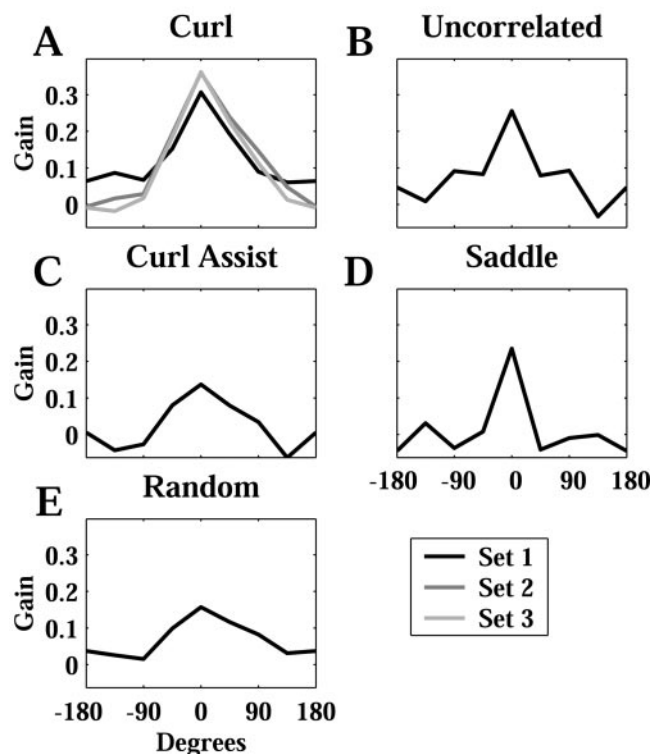 A Curl
B Uncorrelated
Gain
0.3
0.2
0.1
0
C Curl Assist
D Saddle
Gain
0.3
0.2
0.1
0
-180 -90 0 90 180
E Random
Gain
0.3
0.2
0.1
0
-180 -90 0 90 180
Degrees
Set 1
Set 2
Set 3